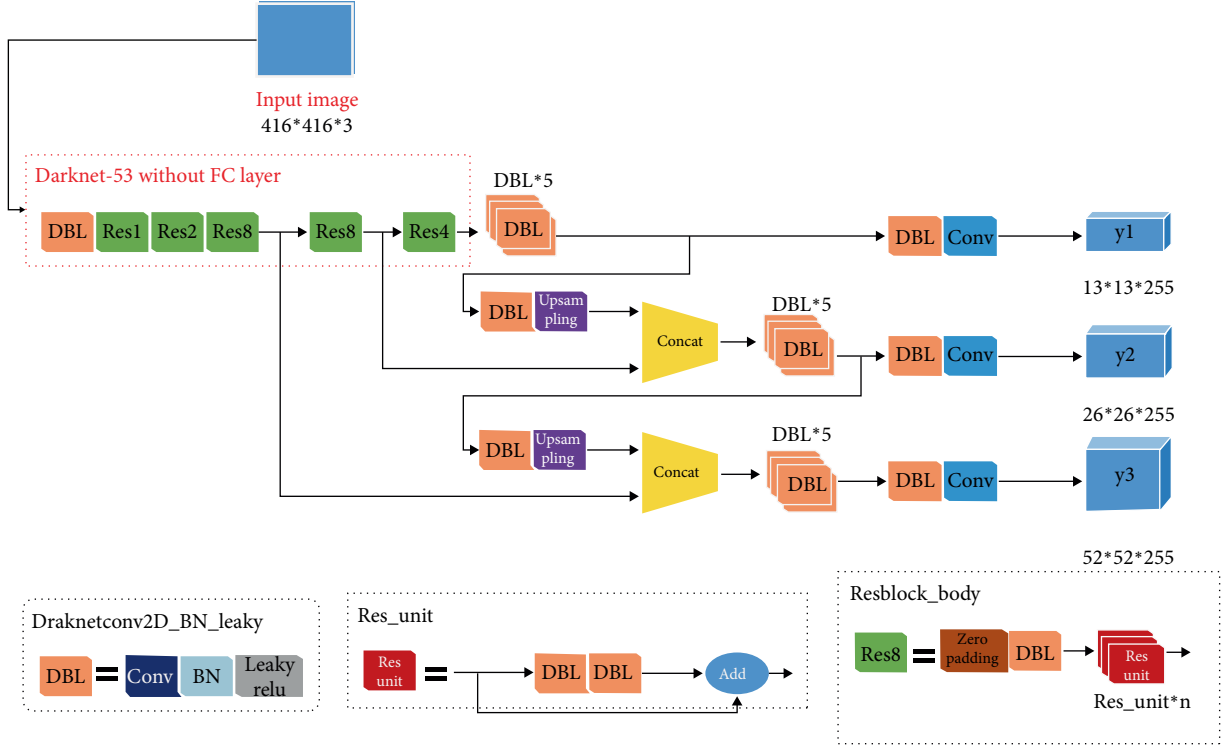 Input image
416*416*3
Darknet-53 without FC layer
DBL Res1 Res2 Res8 Res8 Res4
DBL*5
DBL
DBL Conv
y1
13*13*255
DBL Upsam
pling
Concat
DBL*5
DBL
DBL Conv
y2
26*26*255
DBL Upsam
pling
Concat
DBL*5
DBL
DBL Conv
y3
52*52*255
Draknetconv2D_BN_leaky
DBL = Conv BN Leaky
relu
Res_unit
Res
unit
=
DBL DBL
Add
Resblock_body
Res8 = Zero
padding
DBL
Res
unit
Res_unit*n